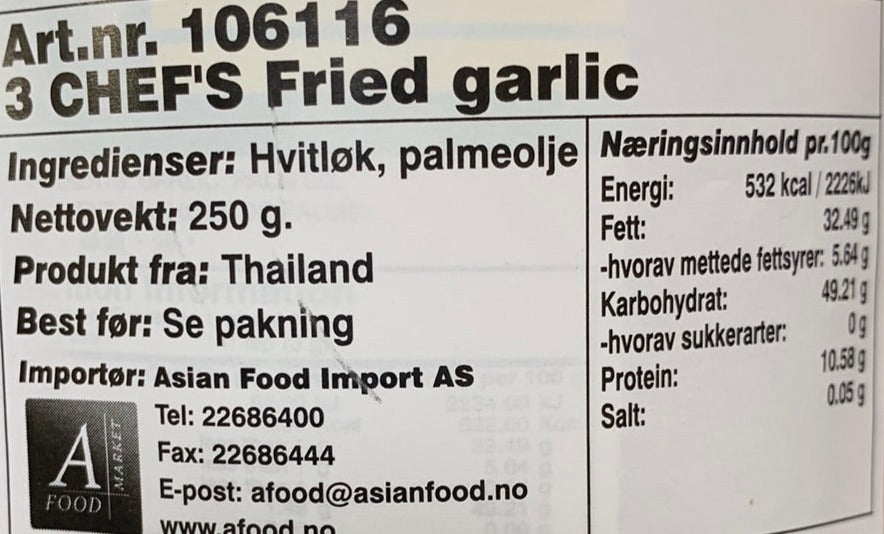 Art.nr. 106116
3 CHEF'S Fried garlic
Ingredienser: Hvitløk, palmeolje
Nettovekt: 250 g.
Produkt fra: Thailand
Best før: Se pakning
Importør: Asian Food Import AS
Tel: 22686400
Fax: 22686444
E-post: afood@asianfood.no
www.afood.no
A
FOOD
MARKET
Næringsinnhold pr.100g
Energi: 532 kcal / 2226kJ
Fett: 32.49 g
-hvorav mettede fettsyrer: 5.64 g
Karbohydrat: 49.21 g
-hvorav sukkerarter: 0 g
Protein: 10.58 g
Salt: 0.05 g